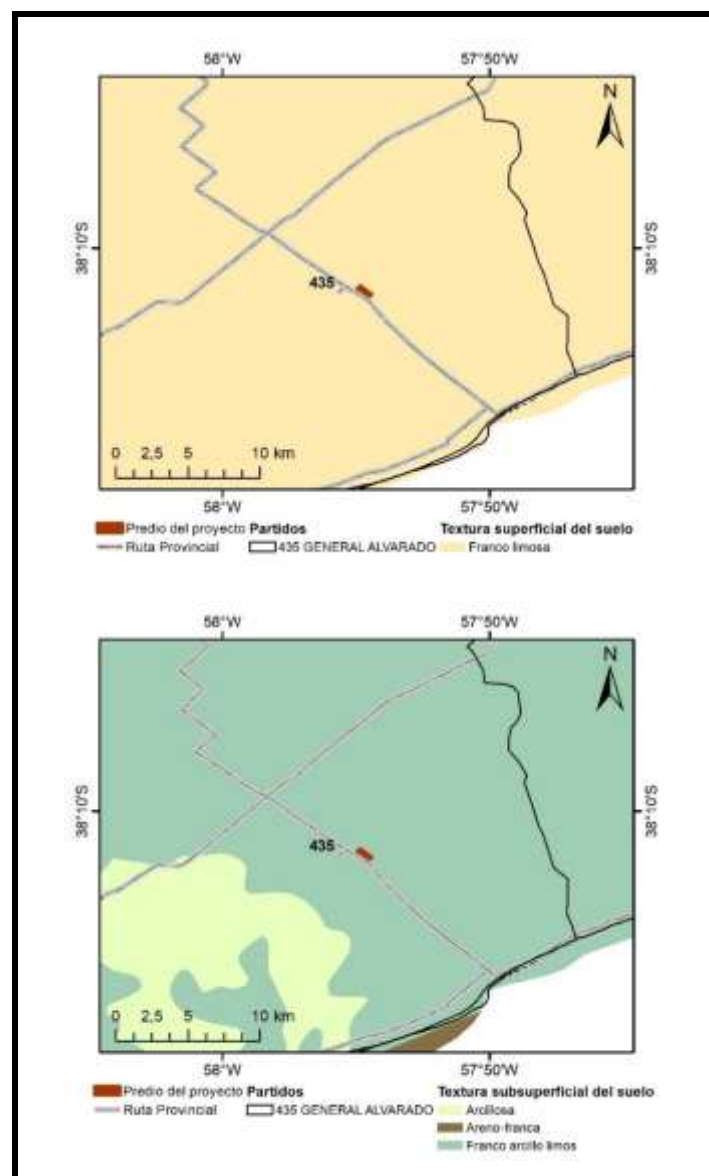 58°W 57°50'W
N
38°10'S 38°10'S
435
0 2,5 5 10 km
58°W 57°50'W
Predio del proyecto Partidos Textura superficial del suelo
Ruta Provincial 435 GENERAL ALVARADO Franco limosa
58°W 57°50'W
N
38°10'S 38°10'S
435
0 2,5 5 10 km
58°W 57°50'W
Predio del proyecto Partidos Textura subsuperficial del suelo
Ruta Provincial 435 GENERAL ALVARADO Arcillosa
Areno-franca
Franco arcillo limos